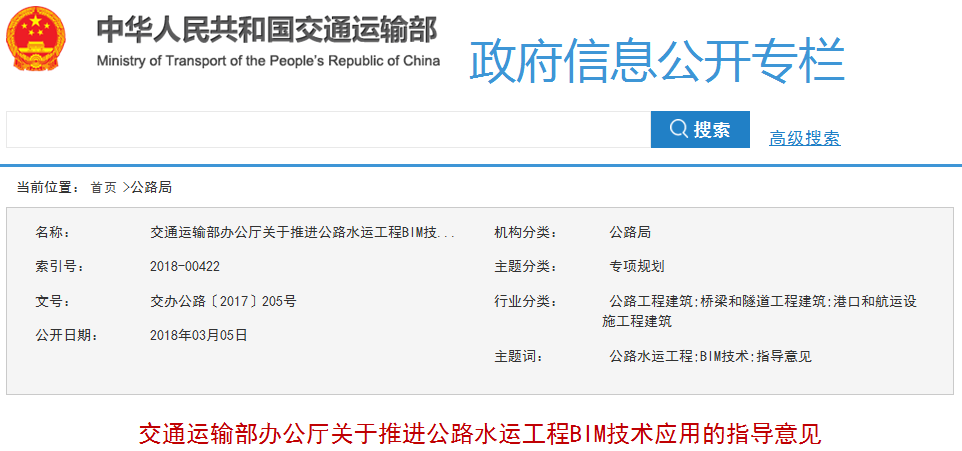 中华人民共和国交通运输部
Ministry of Transport of the People's Republic of China
政府信息公开专栏
搜索
高级搜索
当前位置： 首页 >公路局
名称： 交通运输部办公厅关于推进公路水运工程BIM技... 机构分类： 公路局
索引号： 2018-00422 主题分类： 专项规划
文号： 交办公路〔2017〕205号 行业分类： 公路工程建筑;桥梁和隧道工程建筑;港口和航运设
施工程建筑
公开日期： 2018年03月05日
主题词： 公路水运工程;BIM技术;指导意见
交通运输部办公厅关于推进公路水运工程BIM技术应用的指导意见